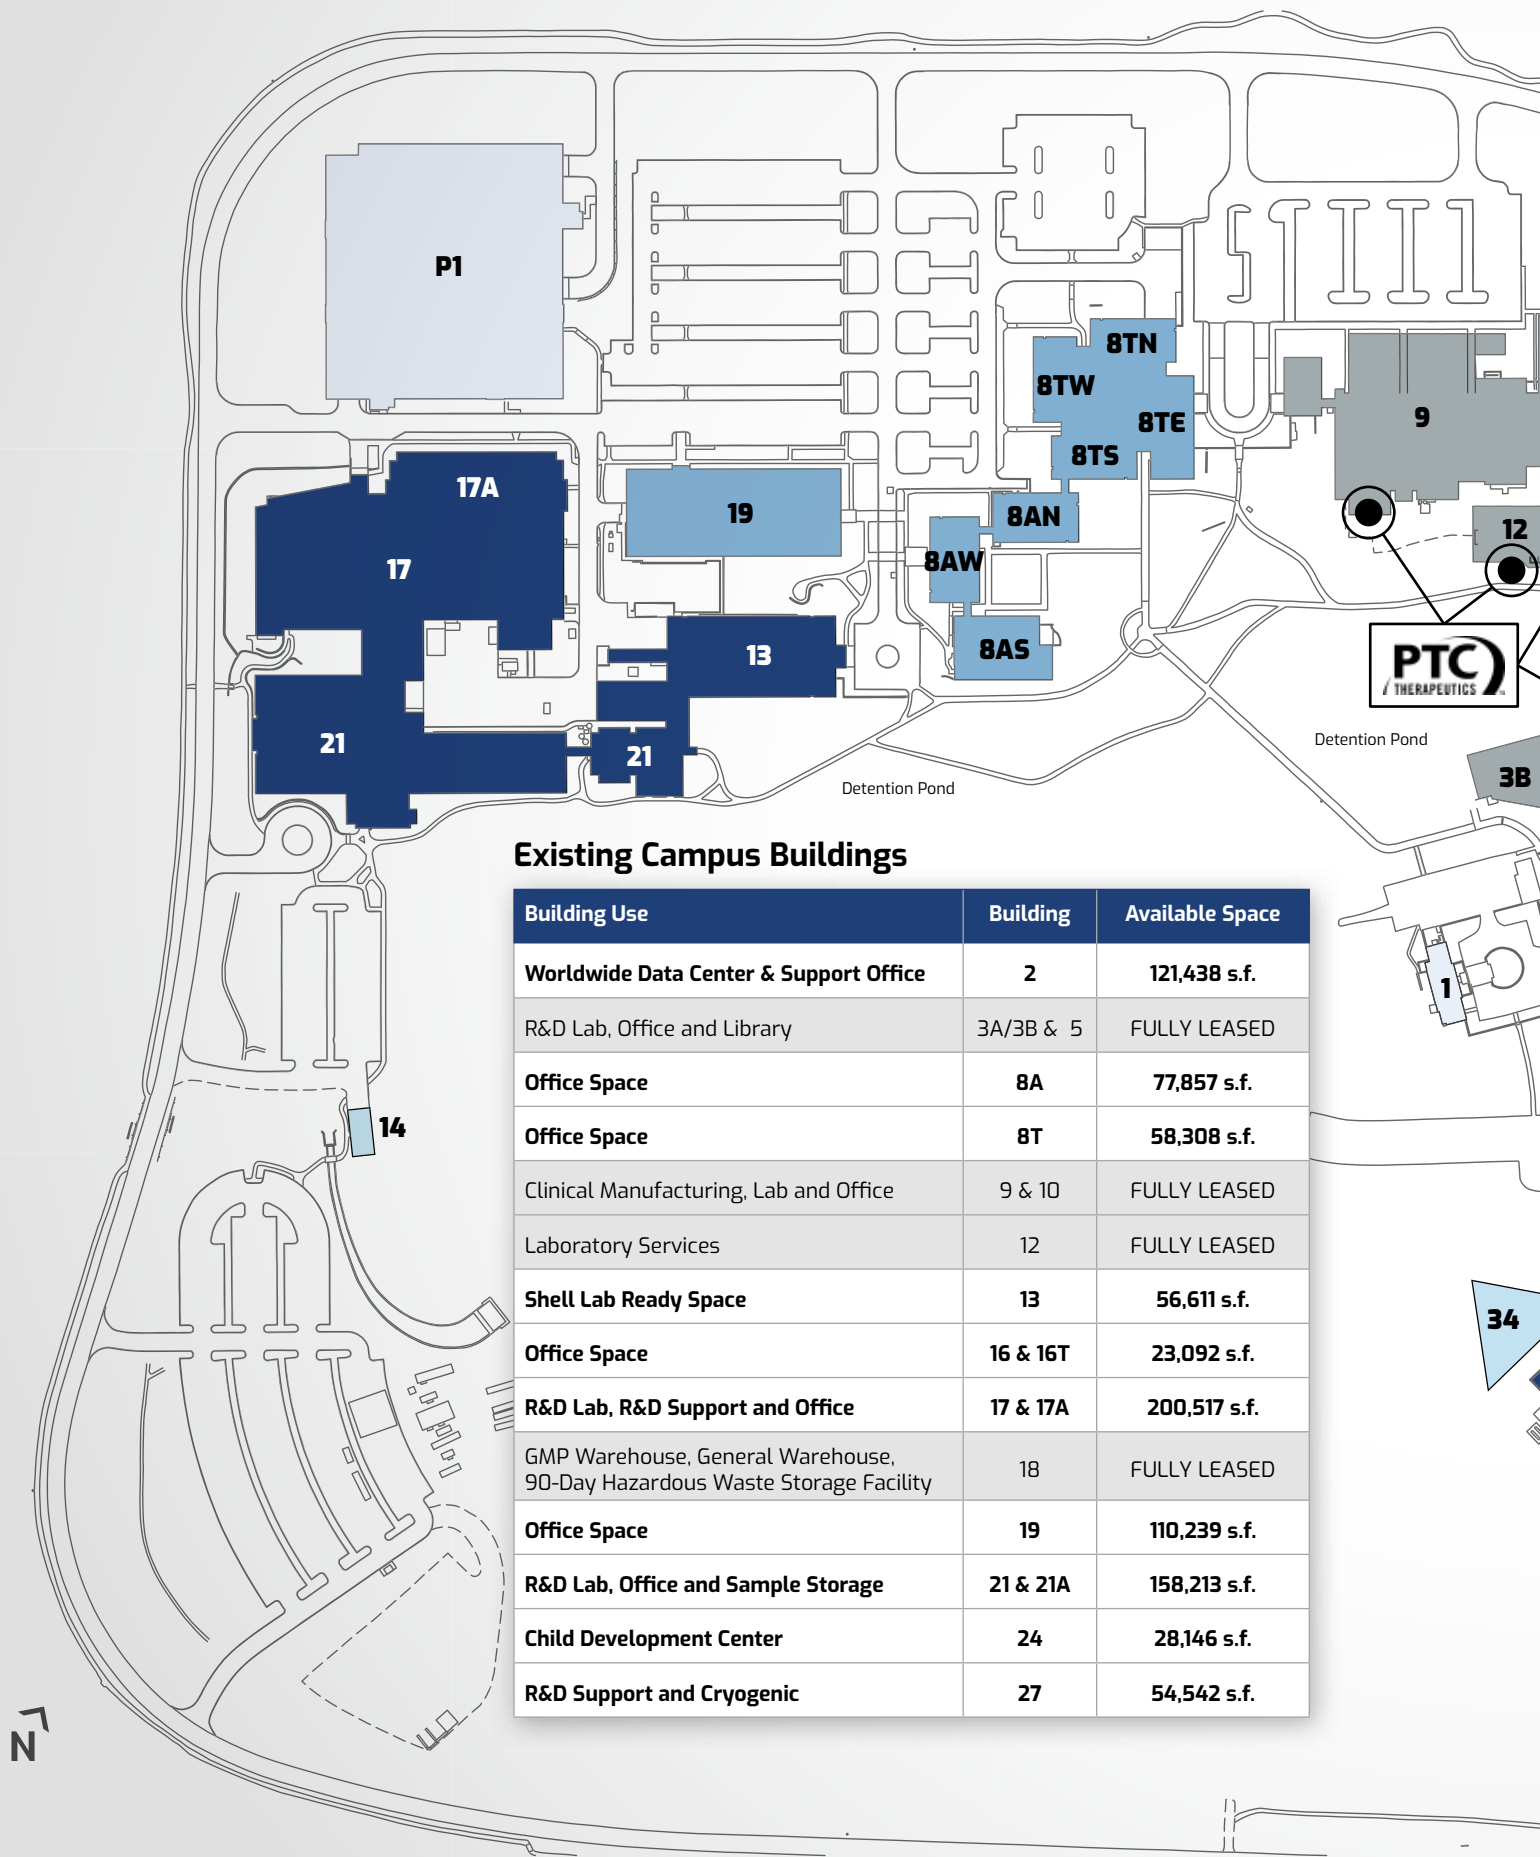 P1
8TN
8TW
8TE
8TS
9
17A
19
8AN
12
17
8AW
13
8AS
PTC
THERAPEUTICS
21
21
Detention Pond
Detention Pond
3B
1
14
34
N
Existing Campus Buildings
Building Use Building Available Space
Worldwide Data Center & Support Office 2 121,438 s.f.
R&D Lab, Office and Library 3A/3B & 5 FULLY LEASED
Office Space 8A 77,857 s.f.
Office Space 8T 58,308 s.f.
Clinical Manufacturing, Lab and Office 9 & 10 FULLY LEASED
Laboratory Services 12 FULLY LEASED
Shell Lab Ready Space 13 56,611 s.f.
Office Space 16 & 16T 23,092 s.f.
R&D Lab, R&D Support and Office 17 & 17A 200,517 s.f.
GMP Warehouse, General Warehouse,
90-Day Hazardous Waste Storage Facility 18 FULLY LEASED
Office Space 19 110,239 s.f.
R&D Lab, Office and Sample Storage 21 & 21A 158,213 s.f.
Child Development Center 24 28,146 s.f.
R&D Support and Cryogenic 27 54,542 s.f.